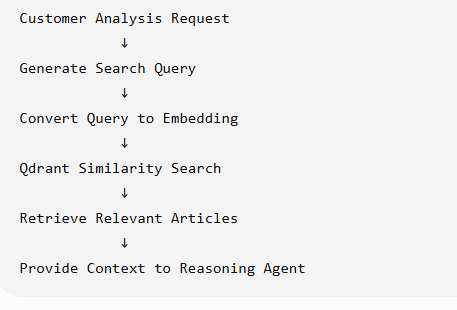 Customer Analysis Request
↓
Generate Search Query
↓
Convert Query to Embedding
↓
Qdrant Similarity Search
↓
Retrieve Relevant Articles
↓
Provide Context to Reasoning Agent